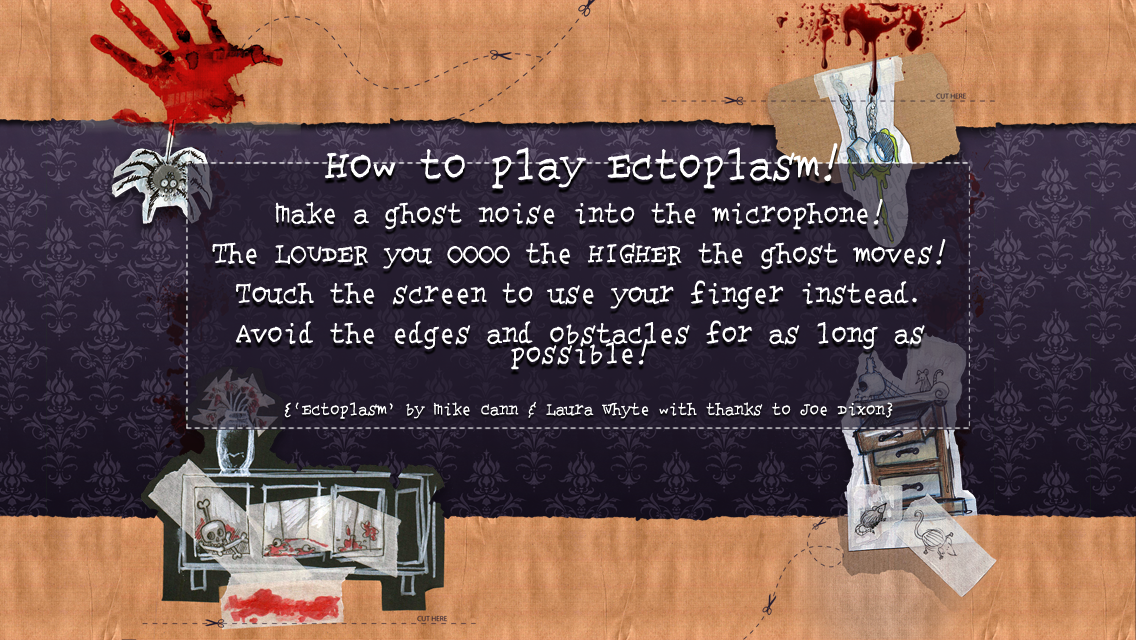 CUT HERE
How to play Ectoplasm!
Make a ghost noise into the microphone!
The LOUDER you OOOO the HIGHER the ghost moves!
Touch the screen to use your finger instead.
Avoid the edges and obstacles for as long as
possible!
{'Ectoplasm' by Mike Cann & Laura Whyte with thanks to Joe Dixon}
CUT HERE